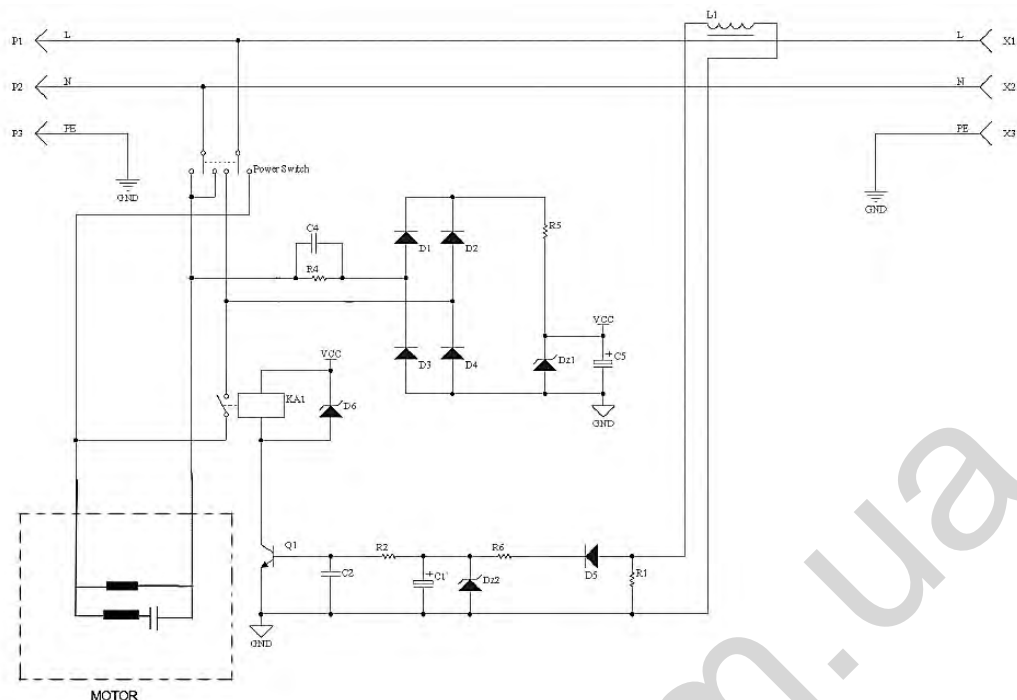 L1
P1 L L X1
P2 N N X2
P3 PE PE X3
GND GND
Power Switch
C4
R4
D1 D2 R5
VCC
D3 D4 Dz1 C5
GND
VCC
KA1 D6
Q1 R2 R6
C2 C1 Dz2 D5 R1
GND
MOTOR
m.ua